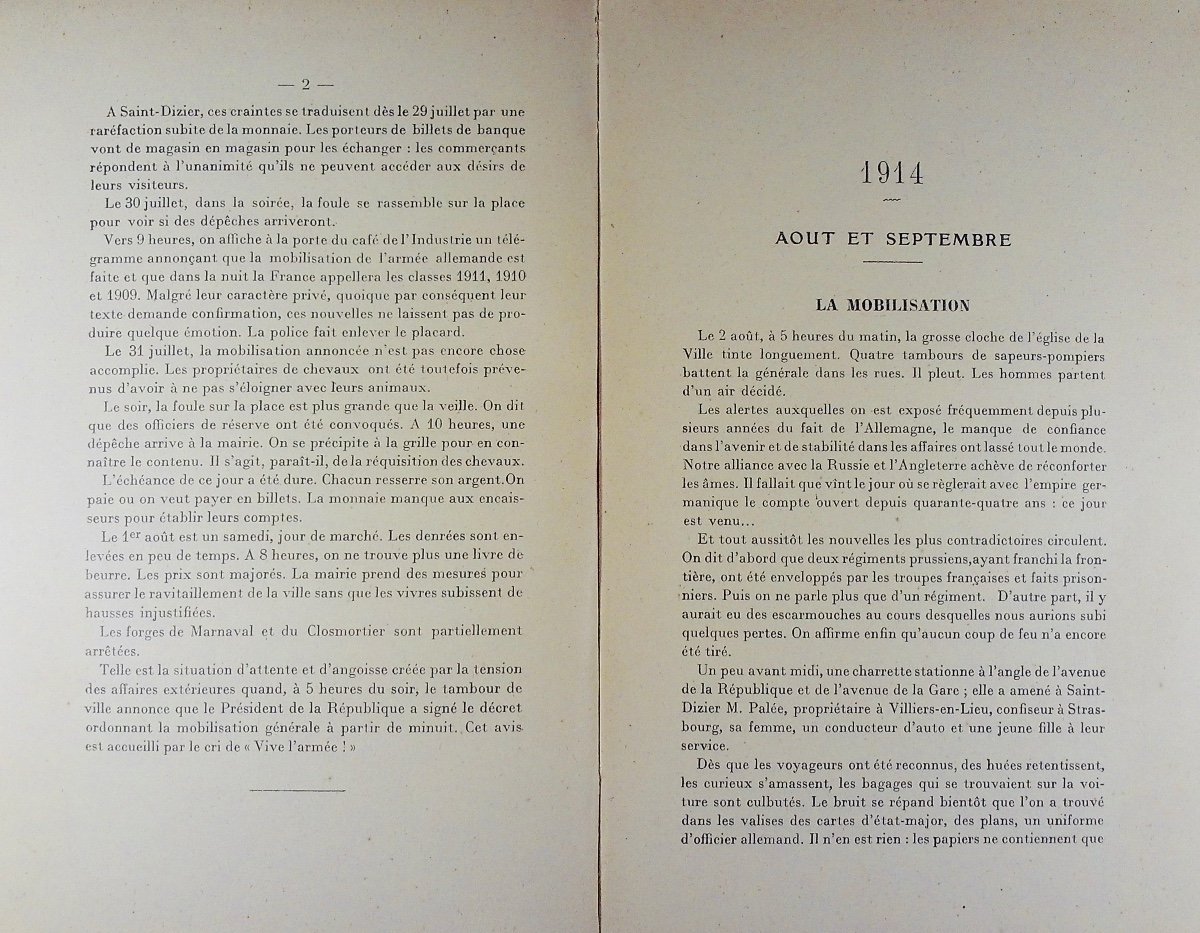 — 2 —
A Saint-Dizier, ces craintes se traduisent dès le 29 juillet par une
raréfaction subite de la monnaie. Les porteurs de billets de banque
vont de magasin en magasin pour les échanger : les commerçants
répondent à l'unanimité qu'ils ne peuvent accéder aux désirs de
leurs visiteurs.
Le 30 juillet, dans la soirée, la foule se rassemble sur la place
pour voir si des dépêches arriveront.
Vers 9 heures, on affiche à la porte du café de l'Industrie un télé-
gramme annonçant que la mobilisation de l'armée allemande est
faite et que dans la nuit la France appellera les classes 1911, 1910
et 1909. Malgré leur caractère privé, quoique par conséquent leur
texte demande confirmation, ces nouvelles ne laissent pas de pro-
duire quelque émotion. La police fait enlever le placard.
Le 31 juillet, la mobilisation annoncée n'est pas encore chose
accomplie. Les propriétaires de chevaux ont été toutefois préve-
nus d'avoir à ne pas s'éloigner avec leurs animaux.
Le soir, la foule sur la place est plus grande que la veille. On dit
que des officiers de réserve ont été convoqués. A 10 heures, une
dépêche arrive à la mairie. On se précipite à la grille pour en con-
naître le contenu. Il s'agit, paraît-il, de la réquisition des chevaux.
L'échéance de ce jour a été dure. Chacun resserre son argent.On
paie ou on veut payer en billets. La monnaie manque aux encais-
seurs pour établir leurs comptes.
Le 1er août est un samedi, jour de marché. Les denrées sont en-
levées en peu de temps. A 8 heures, on ne trouve plus une livre de
beurre. Les prix sont majorés. La mairie prend des mesures pour
assurer le ravitaillement de la ville sans que les vivres subissent de
hausses injustifiées.
Les forges de Marnaval et du Closmortier sont partiellement
arrêtées.
Telle est la situation d'attente et d'angoisse créée par la tension
des affaires extérieures quand, à 5 heures du soir, le tambour de
ville annonce que le Président de la République a signé le décret
ordonnant la mobilisation générale à partir de minuit. Cet avis
est accueilli par le cri de « Vive l'armée ! »
1914
AOUT ET SEPTEMBRE
LA MOBILISATION
Le 2 août, à 5 heures du matin, la grosse cloche de l'église de la
Ville tinte longuement. Quatre tambours de sapeurs-pompiers
battent la générale dans les rues. Il pleut. Les hommes partent
d'un air décidé.
Les alertes auxquelles on est exposé fréquemment depuis plu-
sieurs années du fait de l'Allemagne, le manque de confiance
dans l'avenir et de stabilité dans les affaires ont lassé tout le monde.
Notre alliance avec la Russie et l'Angleterre achève de réconforter
les âmes. Il fallait que vînt le jour où se règlerait avec l'empire ger-
manique le compte ouvert depuis quarante-quatre ans : ce jour
est venu...
Et tout aussitôt les nouvelles les plus contradictoires circulent.
On dit d'abord que deux régiments prussiens,ayant franchi la fron-
tière, ont été enveloppés par les troupes françaises et faits prison-
niers. Puis on ne parle plus que d'un régiment. D'autre part, il y
aurait eu des escarmouches au cours desquelles nous aurions subi
quelques pertes. On affirme enfin qu'aucun coup de feu n'a encore
été tiré.
Un peu avant midi, une charrette stationne à l'angle de l'avenue
de la République et de l'avenue de la Gare ; elle a amené à Saint-
Dizier M. Palée, propriétaire à Villiers-en-Lieu, confiseur à Stras-
bourg, sa femme, un conducteur d'auto et une jeune fille à leur
service.
Dès que les voyageurs ont été reconnus, des huées retentissent,
les curieux s'amassent, les bagages qui se trouvaient sur la voi-
ture sont culbutés. Le bruit se répand bientôt que l'on a trouvé
dans les valises des cartes d'état-major, des plans, un uniforme
d'officier allemand. Il n'en est rien : les papiers ne contiennent que